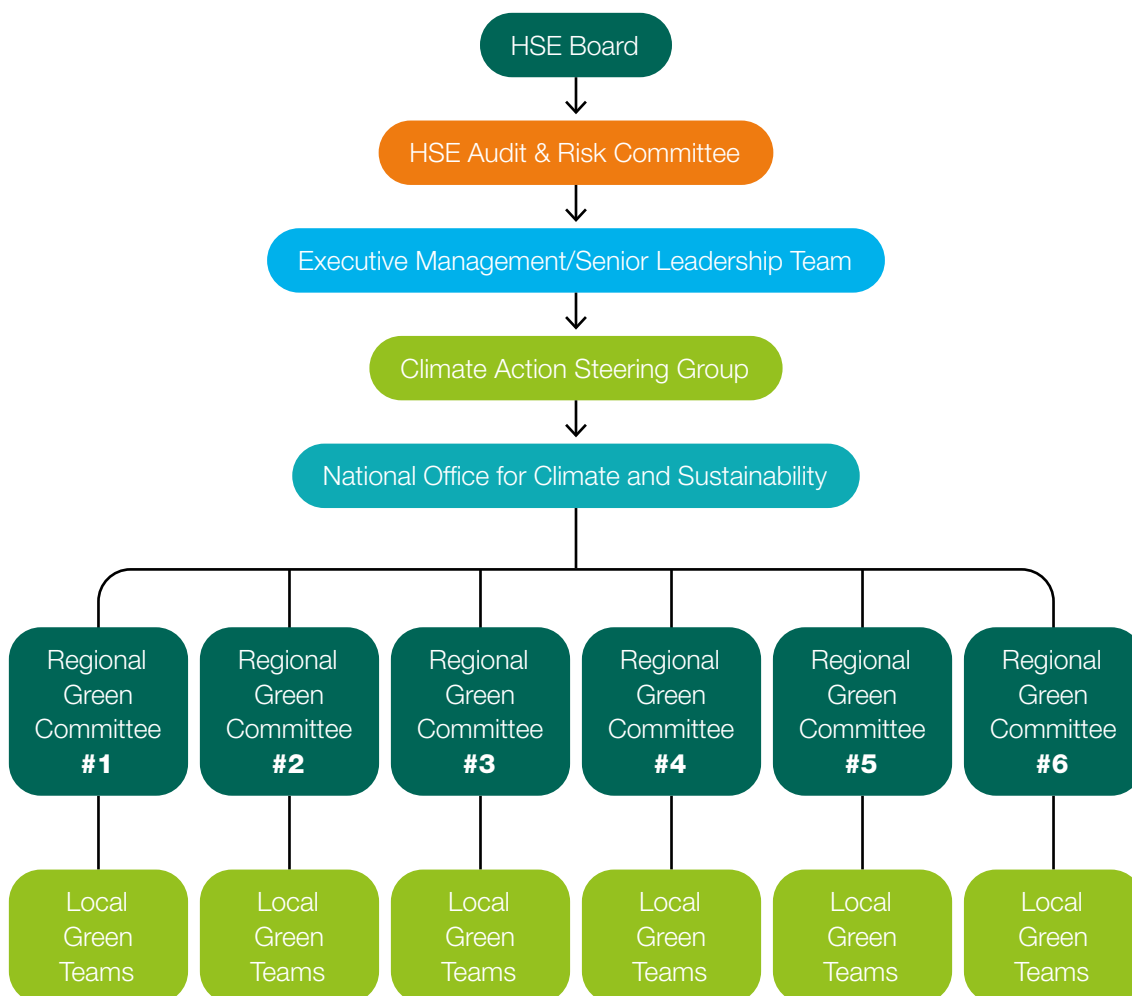 HSE Board
HSE Audit & Risk Committee
Executive Management/Senior Leadership Team
Climate Action Steering Group
National Office for Climate and Sustainability
Regional
Green
Committee
#1
Regional
Green
Committee
#2
Regional
Green
Committee
#3
Regional
Green
Committee
#4
Regional
Green
Committee
#5
Regional
Green
Committee
#6
Local
Green
Teams
Local
Green
Teams
Local
Green
Teams
Local
Green
Teams
Local
Green
Teams
Local
Green
Teams